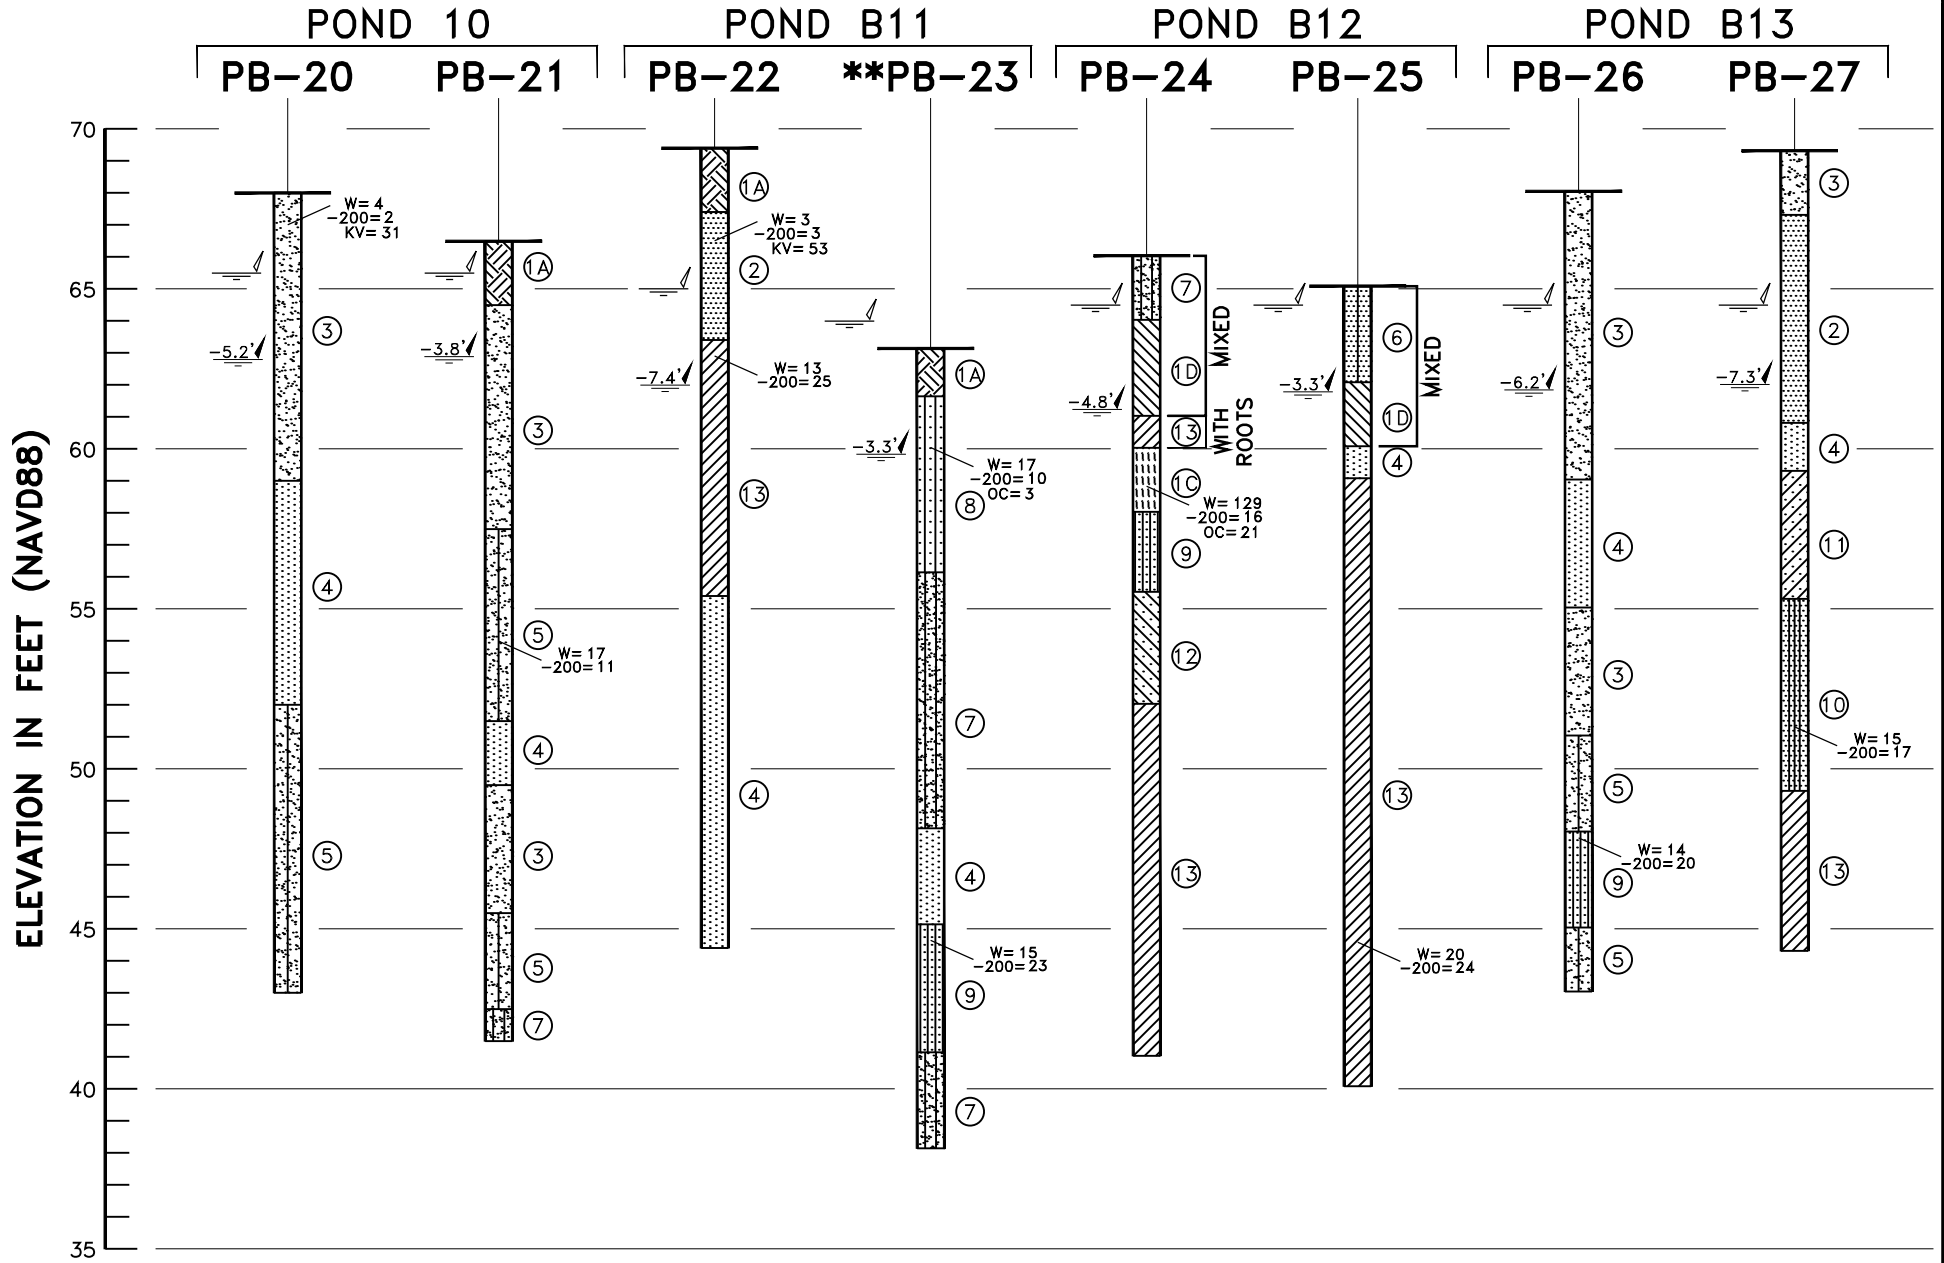 POND 10
POND B11
POND B12
POND B13
PB-20
PB-21
PB-22
**PB-23
PB-24
PB-25
PB-26
PB-27
ELEVATION IN FEET (NAVD88)
70
65
60
55
50
45
40
35
W= 4
-200=2
KV= 31
-5.2'
3
4
5
1A
-3.8'
3
5
W= 17
-200=11
4
3
5
7
1A
W= 3
-200=3
KV= 53
2
-7.4'
W= 13
-200=25
13
4
1A
-3.3'
W= 17
-200=10
OC= 3
8
7
4
W= 15
-200=23
9
7
7
MIXED
1D
-4.8'
13
WITH
ROOTS
1C
W= 129
-200=16
OC= 21
9
12
13
6
MIXED
-3.3'
1D
4
13
W= 20
-200=24
3
-6.2'
4
3
5
W= 14
-200=20
9
5
3
2
-7.3'
4
11
10
W= 15
-200=17
13